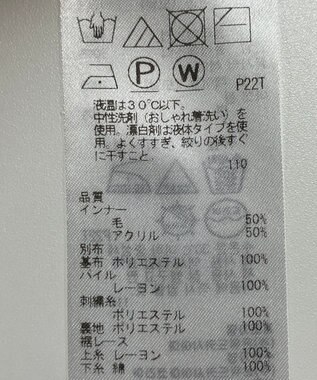 P W
P22T
液温は30℃以下。
中性洗剤(おしゃれ着洗い)を
使用。漂白剤は液体タイプを使
用。よくすすぎ、絞りの後すぐ
に干すこと
110
品質
インナー
毛 50%
アクリル 50%
別布
基布 ポリエステル 100%
パイル
レーヨン 100%
刺繍糸
ポリエステル 100%
裏地 ポリエステル 100%
裾レース
上糸 レーヨン 100%
下糸 綿 100%